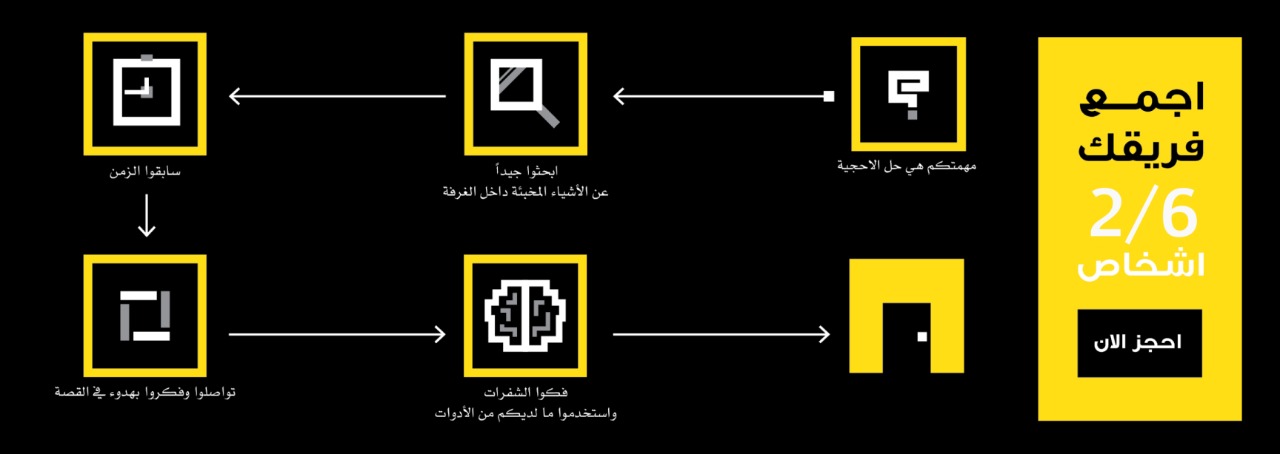 اجمـــع
فريقك
2/6
اشخاص
احجز الان
مهمتكم هي حل الاحجية
ابحثوا جيداً
عن الأشياء المخبئة داخل الغرفة
سابقوا الزمن
تواصلوا وفكروا بهدوء في القصة
فكوا الشفرات
واستخدموا ما لديكم من الأدوات